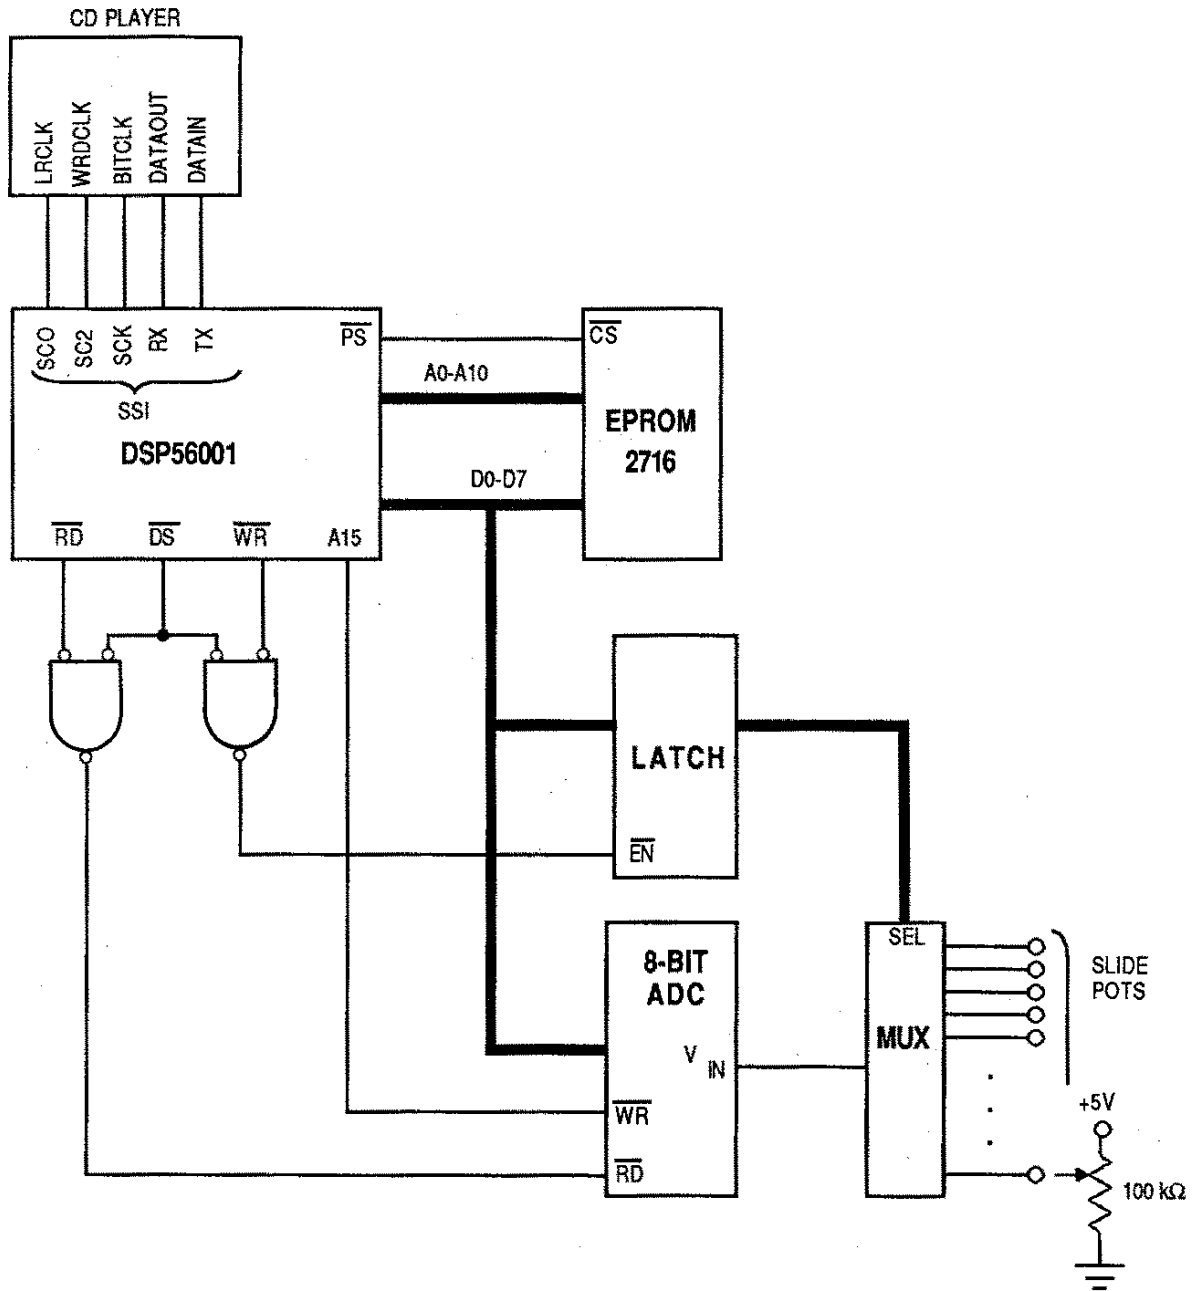 CD PLAYER
LRCLK
WRDCLK
BITCLK
DATAOUT
DATAIN
SCO
SC2
SCK
RX
TX
PS
CS
SSI
A0-A10
EPROM
2716
DSP56001
D0-D7
RD
DS
WR
A15
LATCH
EN
SEL
8-BIT
ADC
SLIDE
POTS
MUX
V IN
+5V
WR
RD
100 kΩ